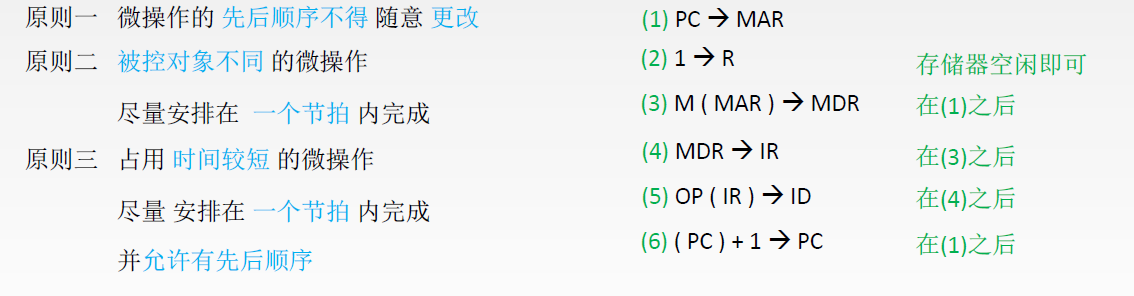 原则一 微操作的 先后顺序不得 随意 更改
原则二 被控对象不同 的微操作
尽量安排在 一个节拍 内完成
原则三 占用 时间较短 的微操作
尽量 安排在 一个节拍 内完成
并允许有先后顺序
(1) PC → MAR
(2) 1 → R 存储器空闲即可
(3) M ( MAR ) → MDR 在(1)之后
(4) MDR → IR 在(3)之后
(5) OP ( IR ) → ID 在(4)之后
(6) ( PC ) + 1 → PC 在(1)之后